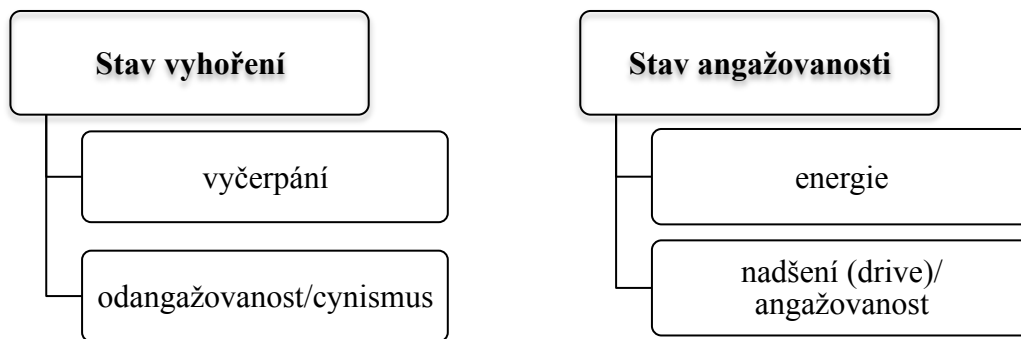 Stav vyhoření
vyčerpání
odangažovanost/cynismus
Stav angažovanosti
energie
nadšení (drive)/
angažovanost